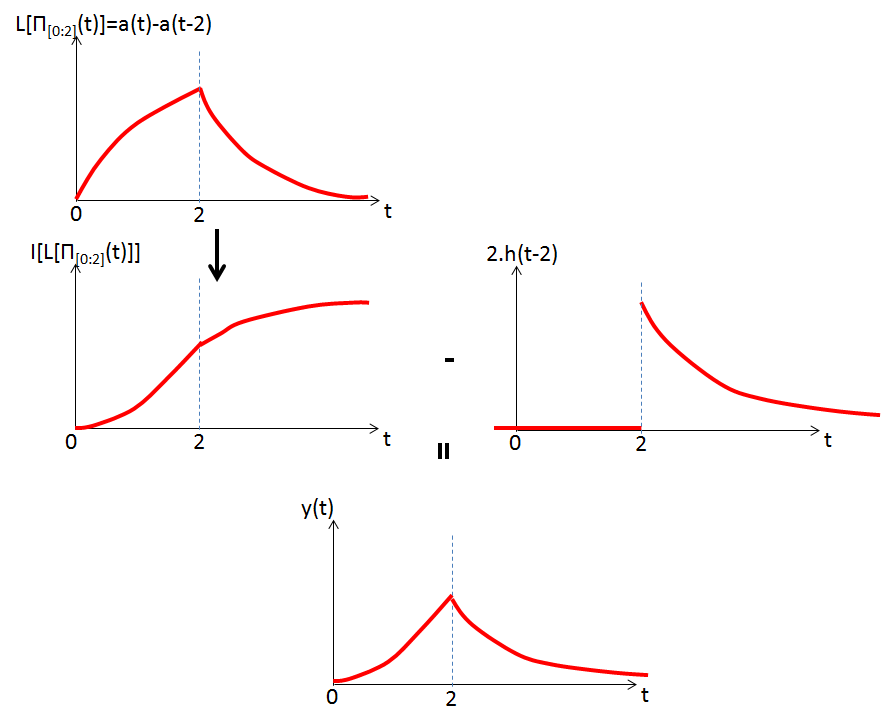 L[Π[0:2](t)]=a(t)-a(t-2)
0
2
t
I[L[Π[0:2](t)]]
0
2
t
-
2.h(t-2)
0
2
t
=
y(t)
0
2
t